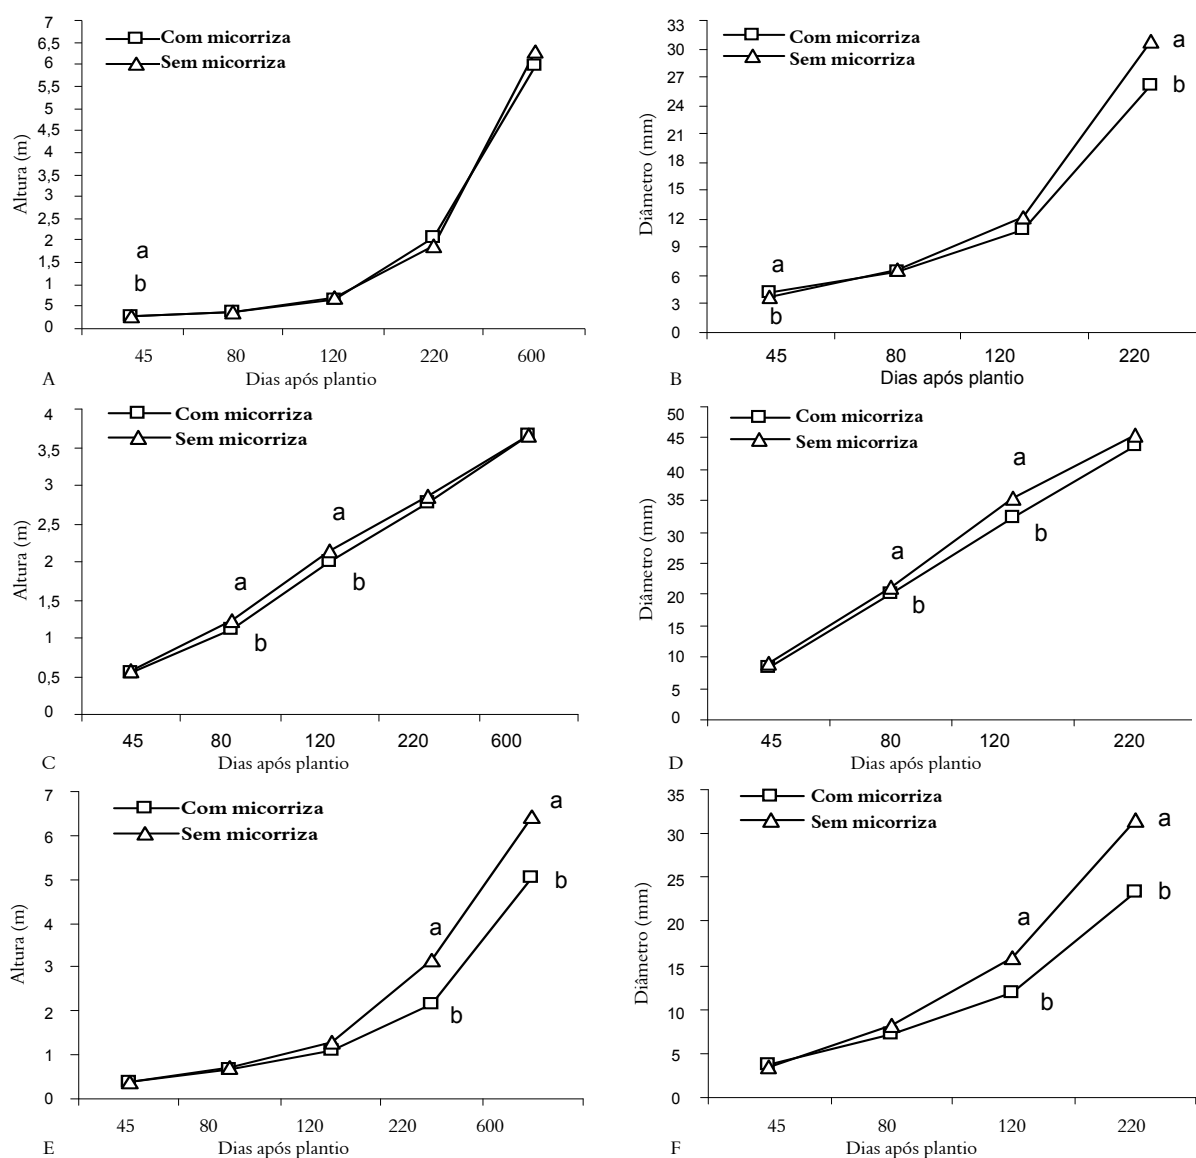 7
6,5
6
5,5
5
4,5
4
3,5
3
2,5
2
1,5
1
5
0
Altura (m)
Com micorriza
Sem micorriza
a
b
45 80 120 220 600
A Dias após plantio
33
30
27
24
21
18
15
12
9
6
3
0
Diâmetro (mm)
Com micorriza
Sem micorriza
a
b
a
b
45 80 120 220
B Dias após plantio
4
3,5
3
2,5
2
1,5
1
0,5
0
Altura (m)
Com micorriza
Sem micorriza
a
a
b
b
45 80 120 220 600
C Dias após plantio
50
45
40
35
30
25
20
15
10
5
0
Diâmetro (mm)
Com micorriza
Sem micorriza
a
b
a
b
45 80 120 220
D Dias após plantio
7
6
5
4
3
2
1
0
Altura (m)
Com micorriza
Sem micorriza
a
b
a
b
45 80 120 220 600
E Dias após plantio
35
30
25
20
15
10
5
0
Diâmetro (mm)
Com micorriza
Sem micorriza
a
b
a
b
45 80 120 220
F Dias após plantio